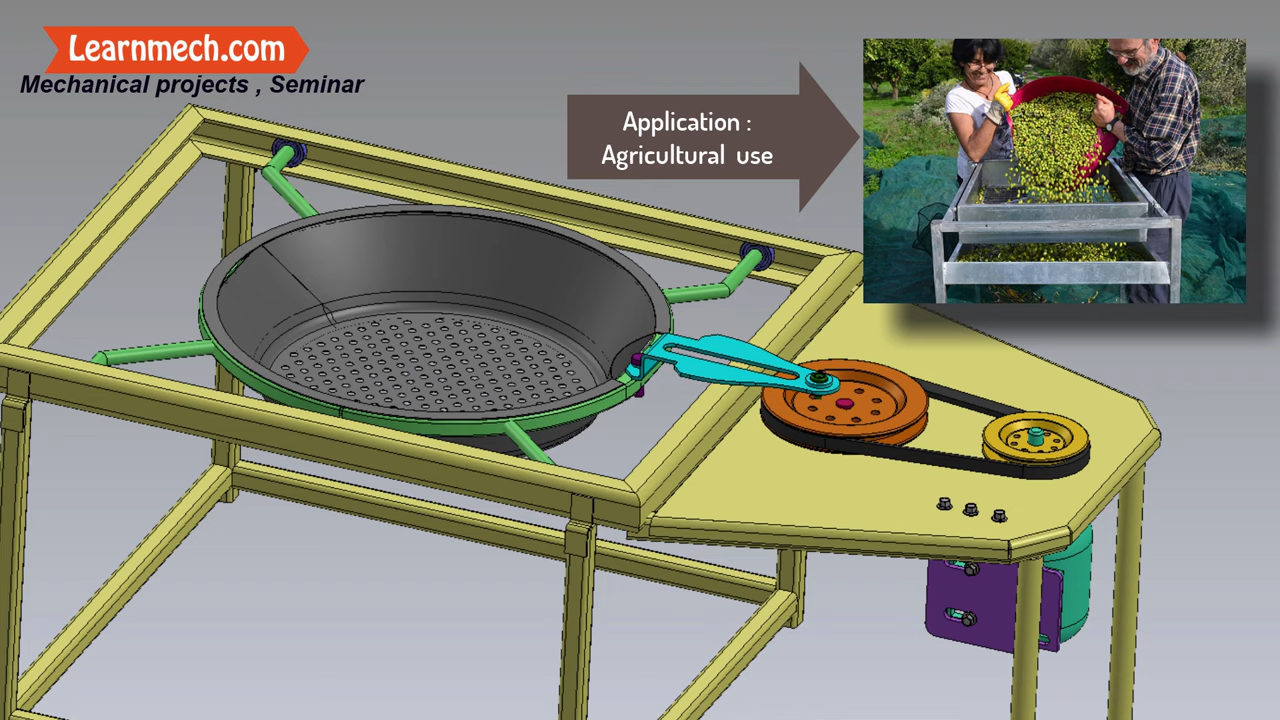 Learnmech.com
Mechanical projects , Seminar
Application :
Agricultural use